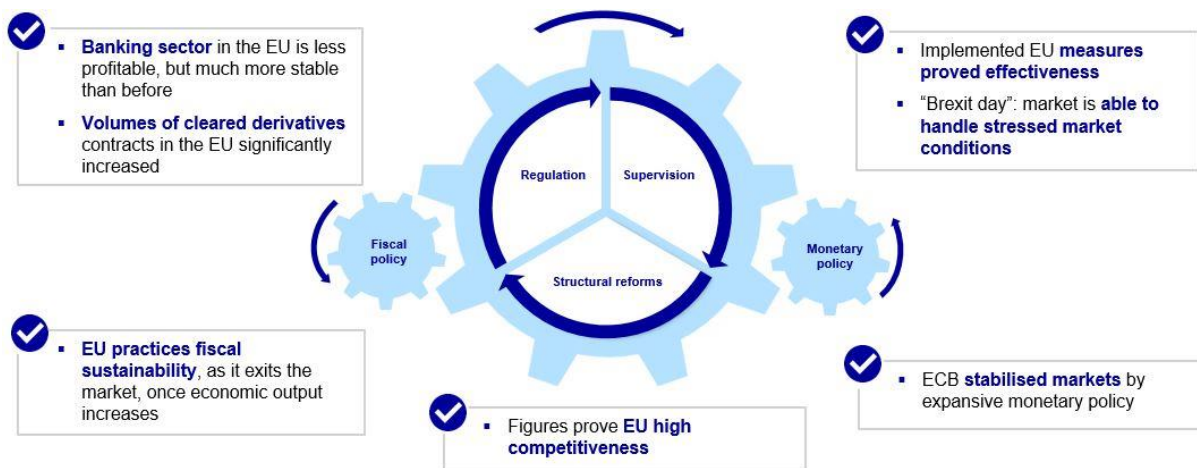 ▪ Banking sector in the EU is less
profitable, but much more stable
than before
▪ Volumes of cleared derivatives
contracts in the EU significantly
increased
▪ Implemented EU measures
proved effectiveness
▪ “Brexit day”: market is able to
handle stressed market
conditions
Regulation
Supervision
Structural reforms
Fiscal
policy
Monetary
policy
▪ EU practices fiscal
sustainability, as it exits the
market, once economic output
increases
▪ Figures prove EU high
competitiveness
▪ ECB stabilised markets by
expansive monetary policy